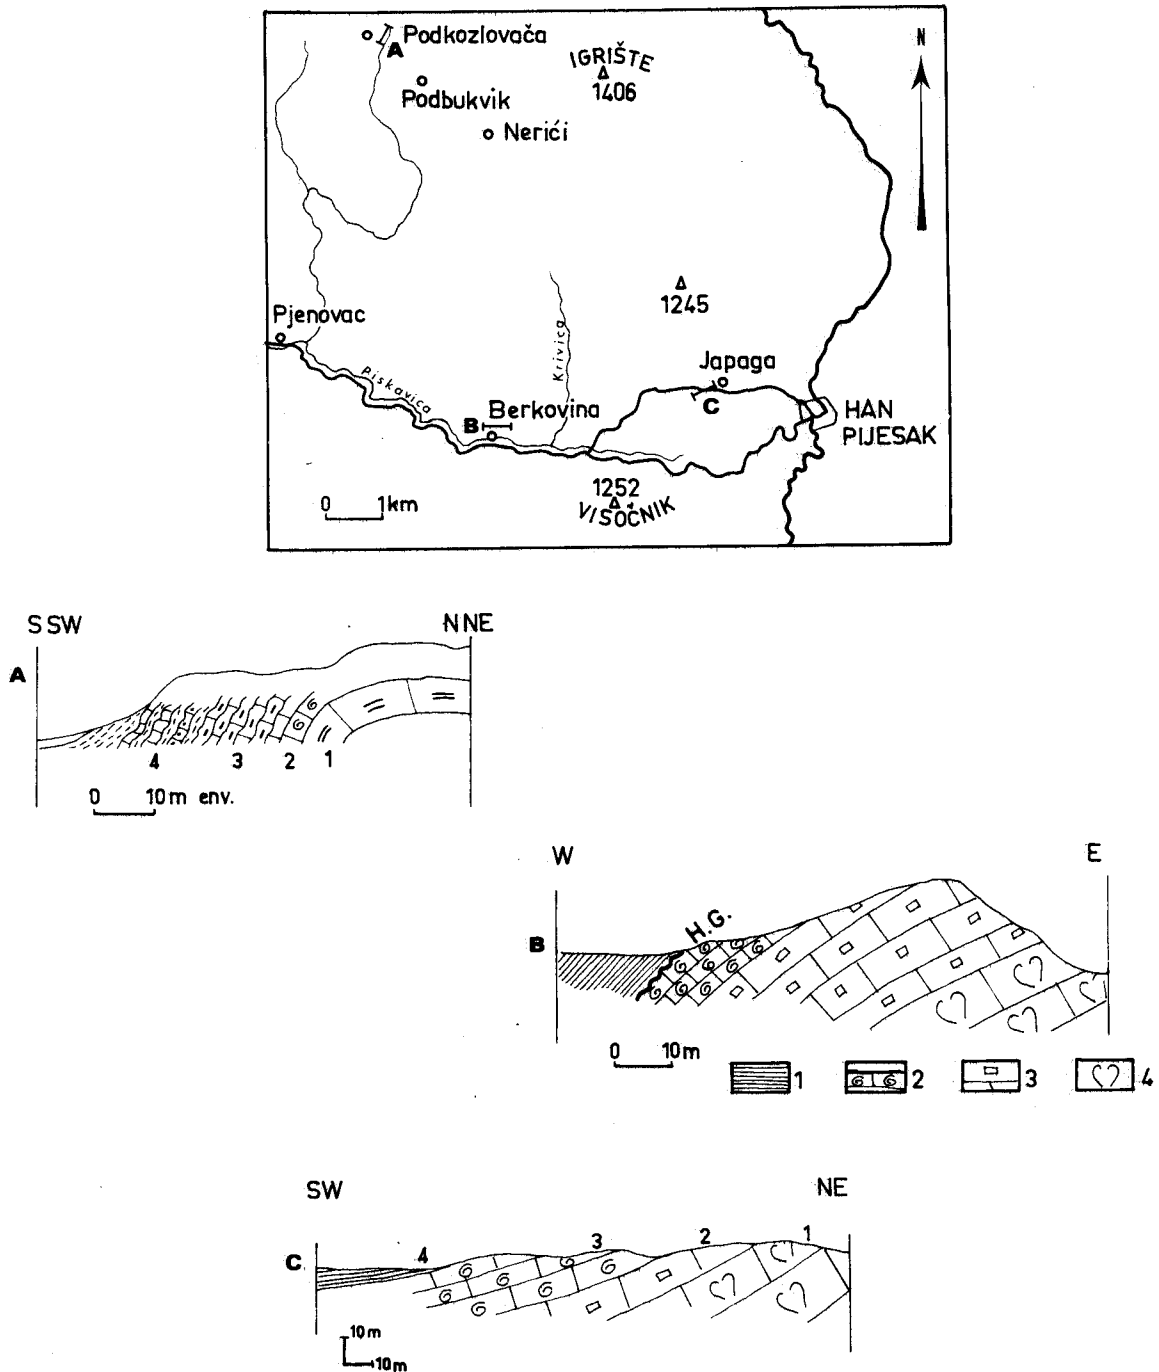 Podkozlovača
A
IGRIŠTE
1406
N
Podbukvik
Nerići
1245
Pjenovac
Piskavica
Krivica
Japaga
C
B
Berkovina
HAN
PIJESAK
0 1km
1252
VISOČNIK
SSW
NNE
A
4 3 2 1
0 10m env.
W
E
B
H.G.
0 10m
1
2
3
4
SW
NE
C
4
3
2
1
10m
10m